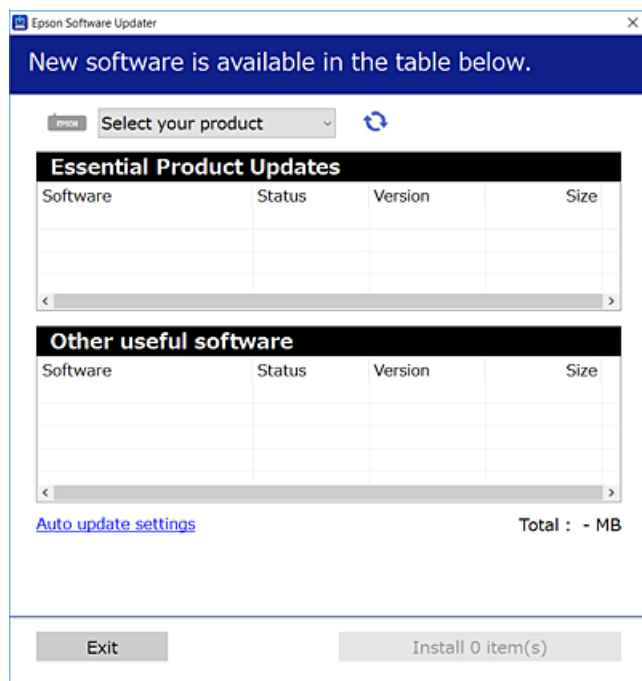 Epson Software Updater
New software is available in the table below.
EPSON Select your product
Essential Product Updates
Software Status Version Size
Other useful software
Software Status Version Size
Auto update settings Total : - MB
Exit Install 0 item(s)